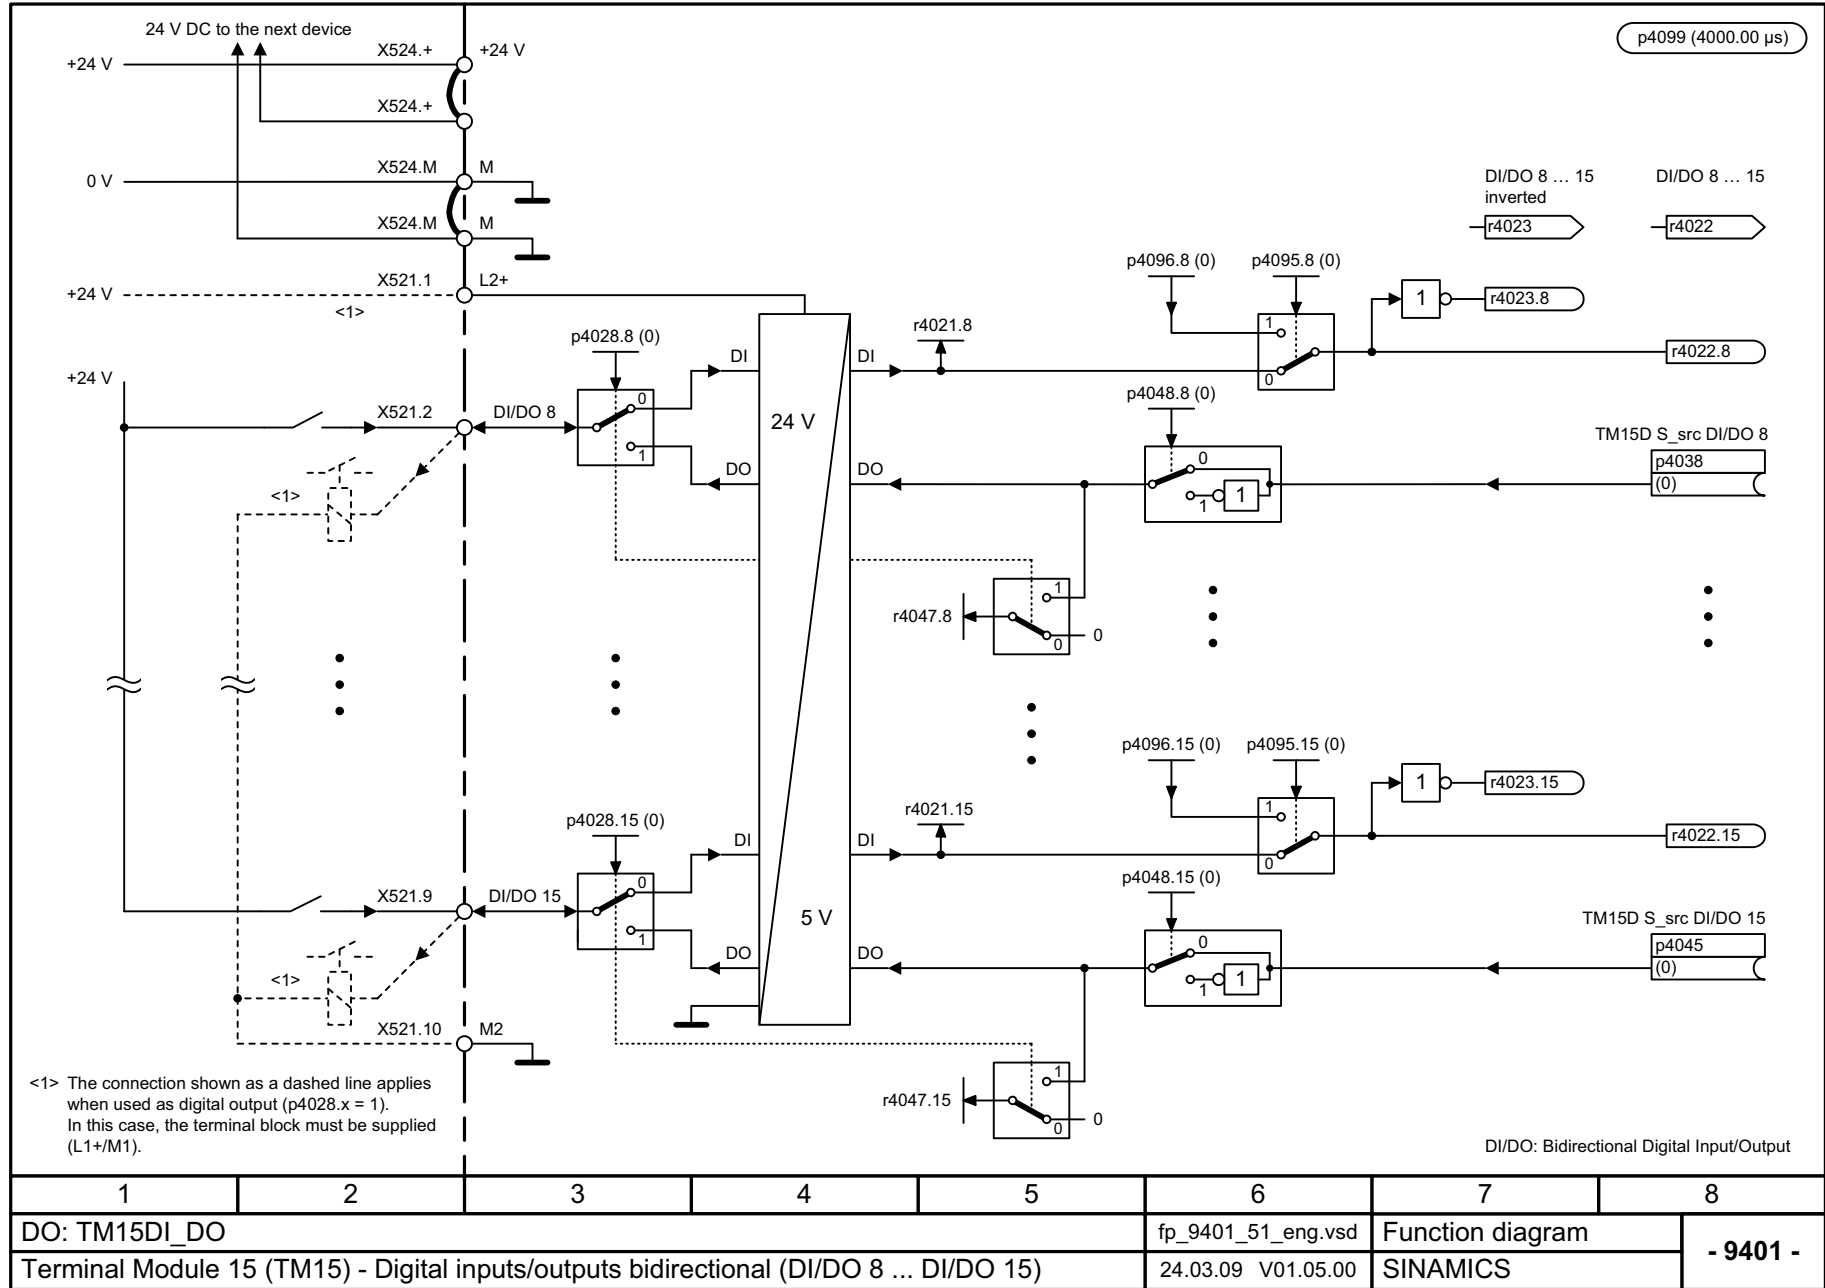 24 V DC to the next device
p4099 (4000.00 µs)
+24 V
X524.+
+24 V
X524.+
0 V
X524.M
M
X524.M
M
DI/DO 8 … 15
inverted
r4023
DI/DO 8 … 15
r4022
+24 V
<1>
X521.1
L2+
p4096.8 (0)
p4095.8 (0)
1
0
1
r4023.8
r4022.8
r4021.8
p4028.8 (0)
0
1
DI
DI
24 V
+24 V
X521.2
DI/DO 8
DO
DO
p4048.8 (0)
0
1
1
TM15D S_src DI/DO 8
p4038
(0)
<1>
r4047.8
1
0
0
p4096.15 (0)
p4095.15 (0)
1
0
1
r4023.15
r4022.15
r4021.15
p4028.15 (0)
0
1
DI
DI
5 V
X521.9
DI/DO 15
DO
DO
p4048.15 (0)
0
1
1
TM15D S_src DI/DO 15
p4045
(0)
<1>
X521.10
M2
r4047.15
1
0
0
<1> The connection shown as a dashed line applies
when used as digital output (p4028.x = 1).
In this case, the terminal block must be supplied
(L1+/M1).
DI/DO: Bidirectional Digital Input/Output
1 2 3 4 5 6 7 8
DO: TM15DI_DO
fp_9401_51_eng.vsd
Function diagram
- 9401 -
Terminal Module 15 (TM15) - Digital inputs/outputs bidirectional (DI/DO 8 ... DI/DO 15)
24.03.09 V01.05.00
SINAMICS